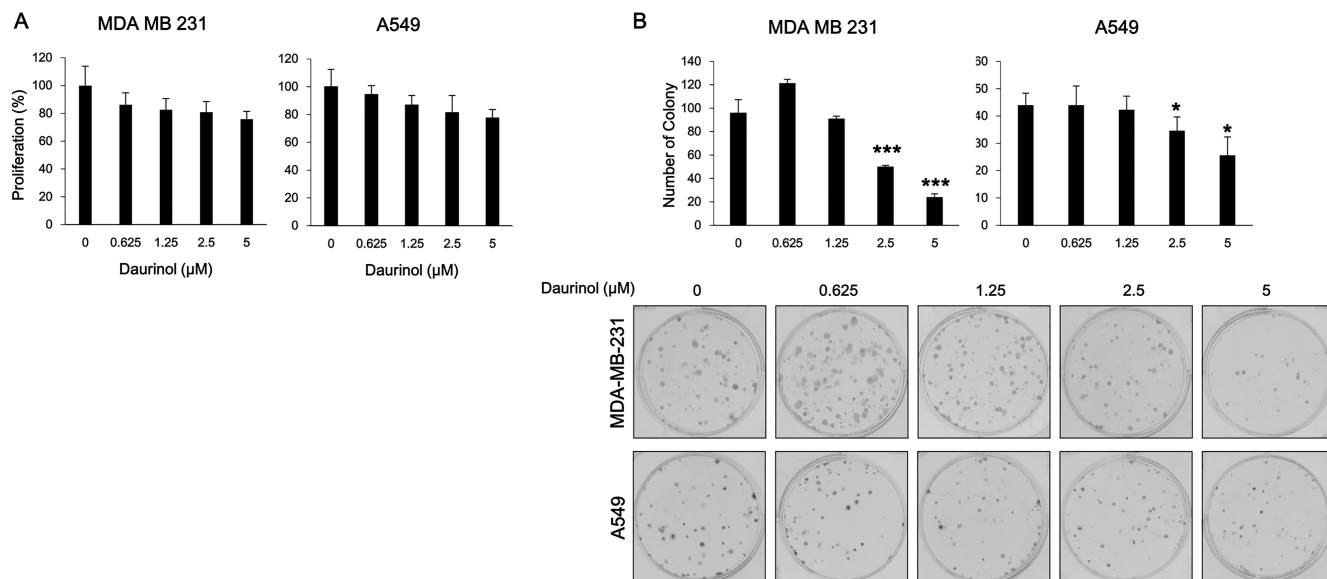 A
MDA MB 231
A549
Proliferation (%)
120
100
80
60
40
20
0
0 0.625 1.25 2.5 5
Daurinol (µM)
120
100
80
60
40
20
0
0 0.625 1.25 2.5 5
Daurinol (µM)
B
MDA MB 231
A549
Number of Colony
140
120
100
80
60
40
20
0
***
***
0 0.625 1.25 2.5 5
60
50
40
30
20
10
0
*
*
0 0.625 1.25 2.5 5
Daurinol (µM) 0 0.625 1.25 2.5 5
MDA-MB-231
A549